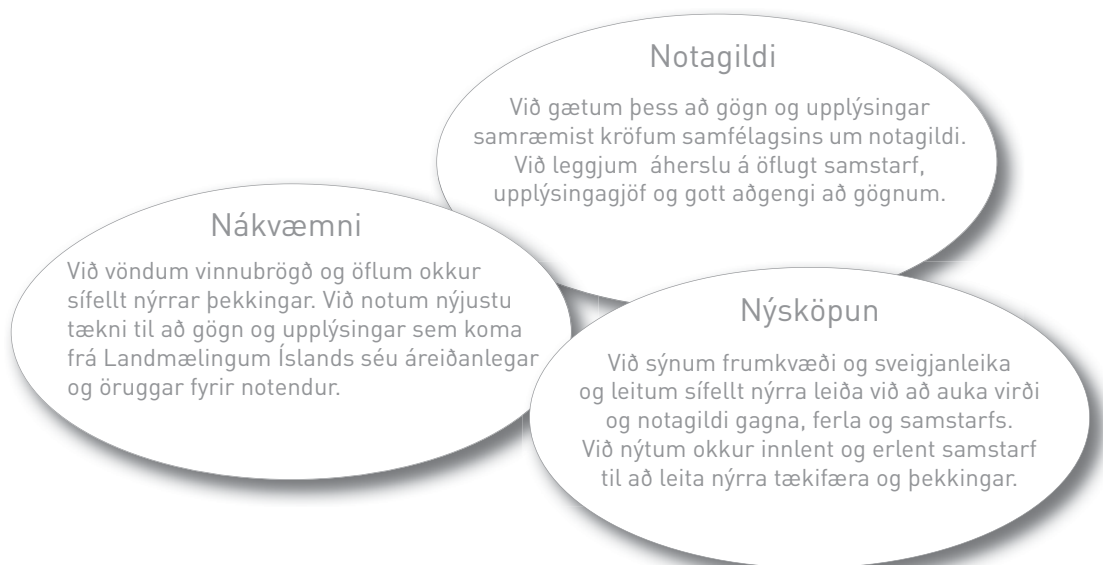 Notagildi
Við gætum þess að gögn og upplýsingar
samræmist kröfum samfélagsins um notagildi.
Við leggjum áherslu á öflugt samstarf,
upplýsingagjöf og gott aðgengi að gögnum.
Nákvæmni
Við vöndum vinnubrögð og öflum okkur
sífellt nýrrar þekkingar. Við notum nýjustu
tækni til að gögn og upplýsingar sem koma
frá Landmælingum Íslands séu áreiðanlegar
og öruggar fyrir notendur.
Nýsköpun
Við sýnum frumkvæði og sveigjanleika
og leitum sífellt nýrra leiða við að auka virði
og notagildi gagna, ferla og samstarfs.
Við nýtum okkur innlent og erlent samstarf
til að leita nýrra tækifæra og þekkingar.